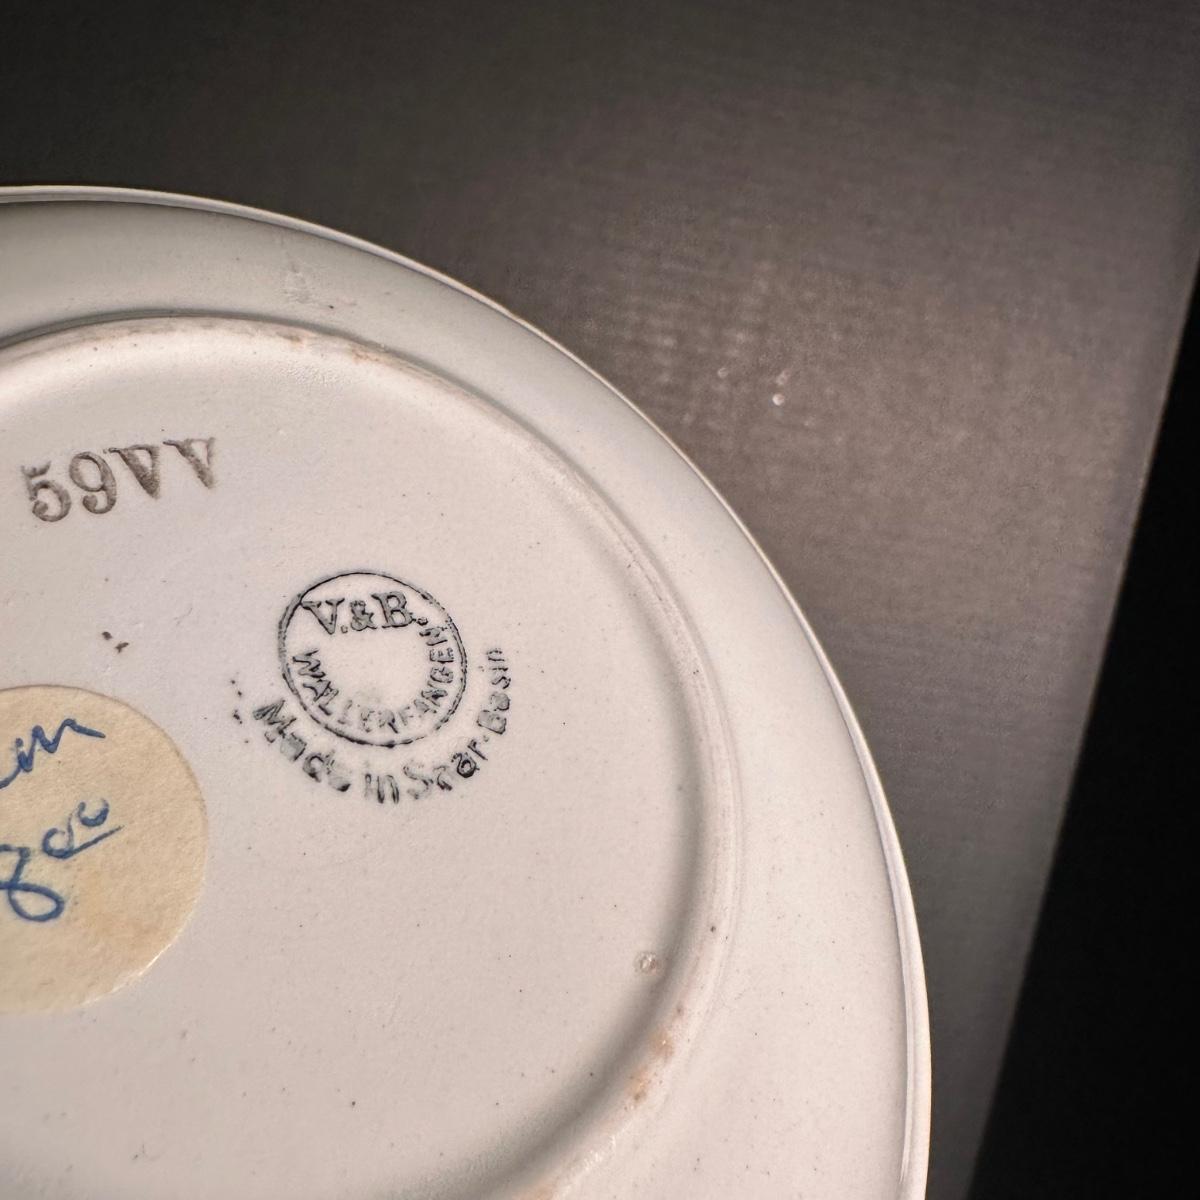 59VV
V.&B.
WALLERFANGEN
Made in Saar-Basin